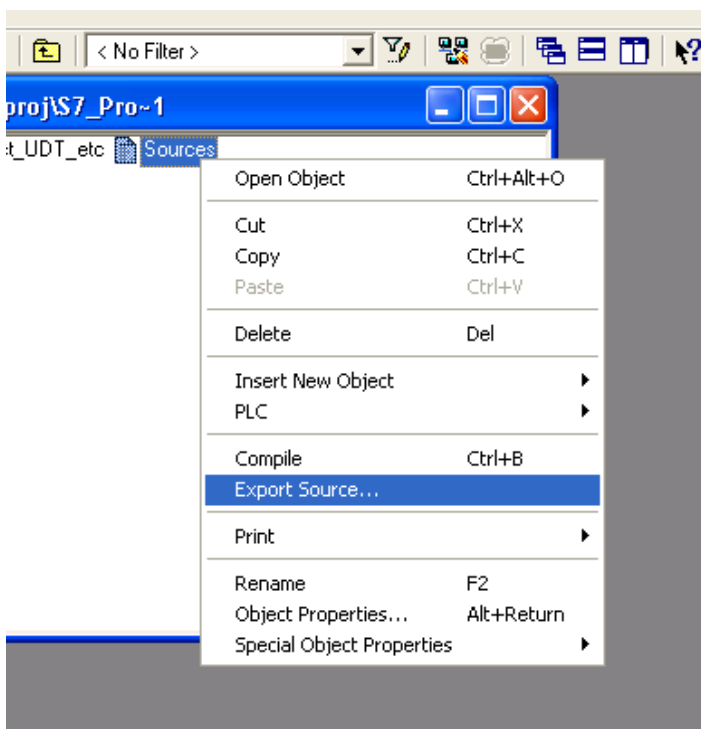 < No Filter >
proj\S7_Pro~1
t_UDT_etc Sources
Open Object Ctrl+Alt+O
Cut Ctrl+X
Copy Ctrl+C
Paste Ctrl+V
Delete Del
Insert New Object
PLC
Compile Ctrl+B
Export Source...
Print
Rename F2
Object Properties... Alt+Return
Special Object Properties